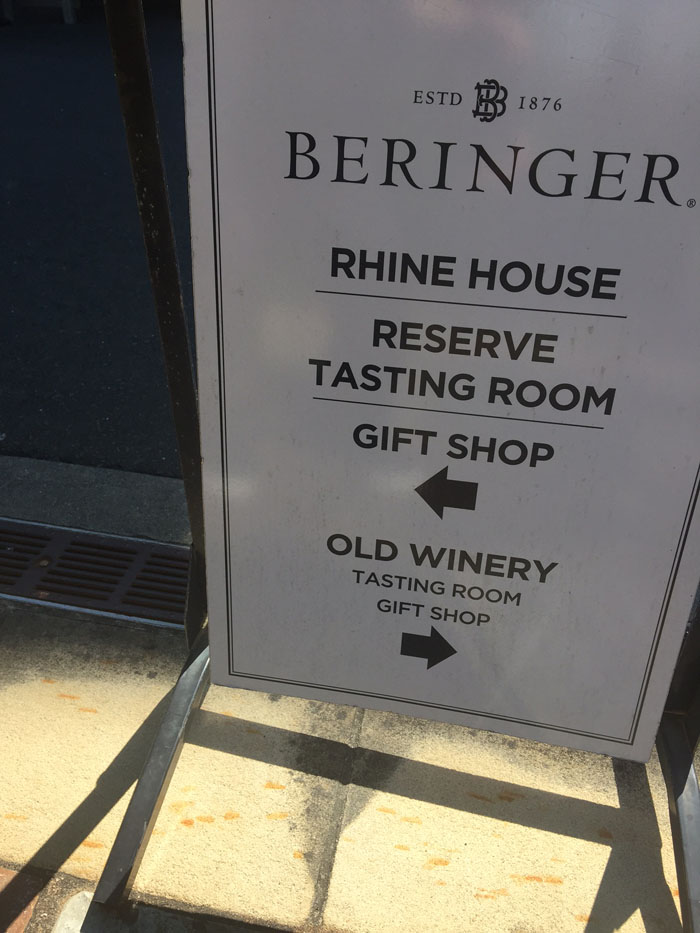 ESTD B 1876
BERINGER®
RHINE HOUSE
RESERVE
TASTING ROOM
GIFT SHOP
OLD WINERY
TASTING ROOM
GIFT SHOP